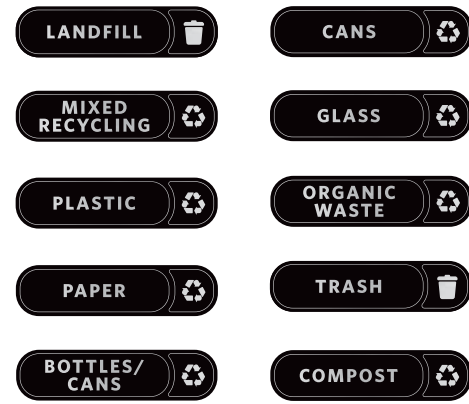 LANDFILL
MIXED
RECYCLING
PLASTIC
PAPER
BOTTLES/
CANS
CANS
GLASS
ORGANIC
WASTE
TRASH
COMPOST